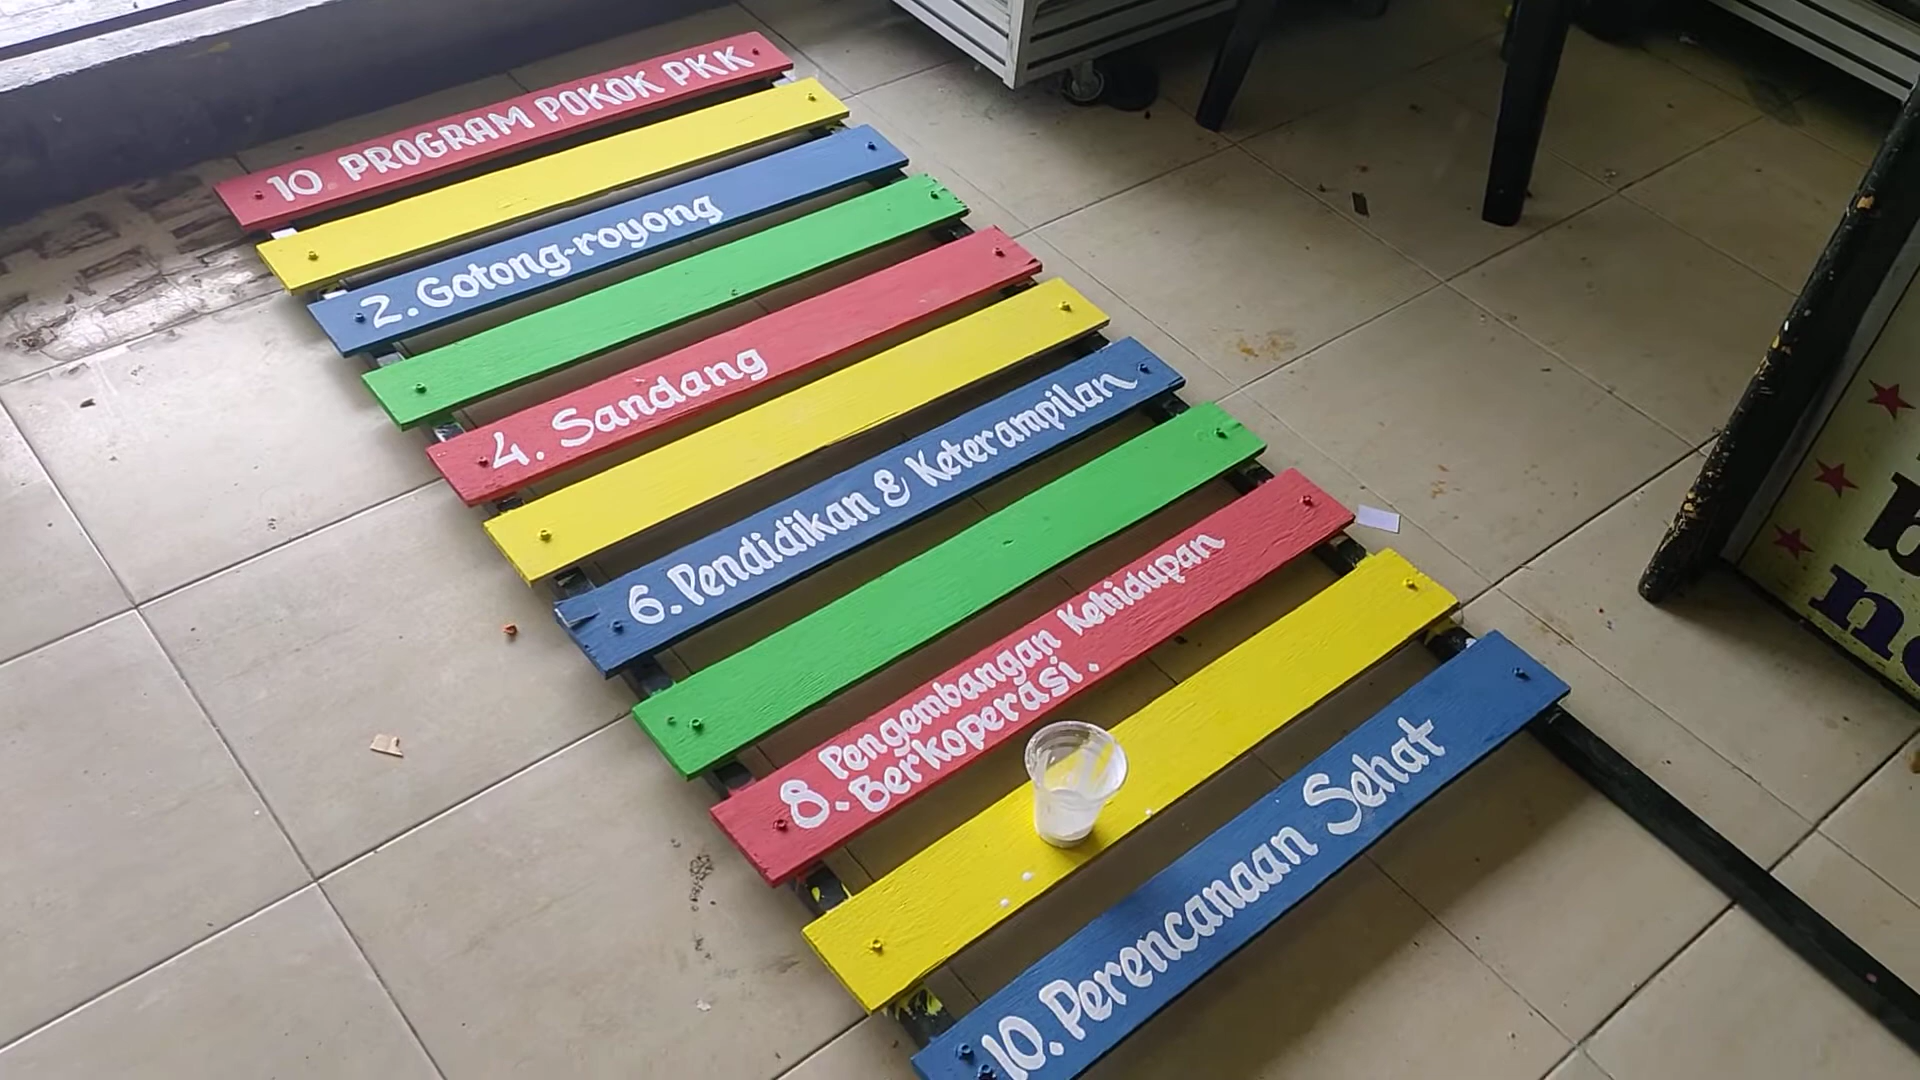 10 PROGRAM POKOK PKK
2. Gotong-royong
4. Sandang
6. Pendidikan & Keterampilan
8. Pengembangan Kehidupan
Berkoperasi.
10. Perencanaan Sehat